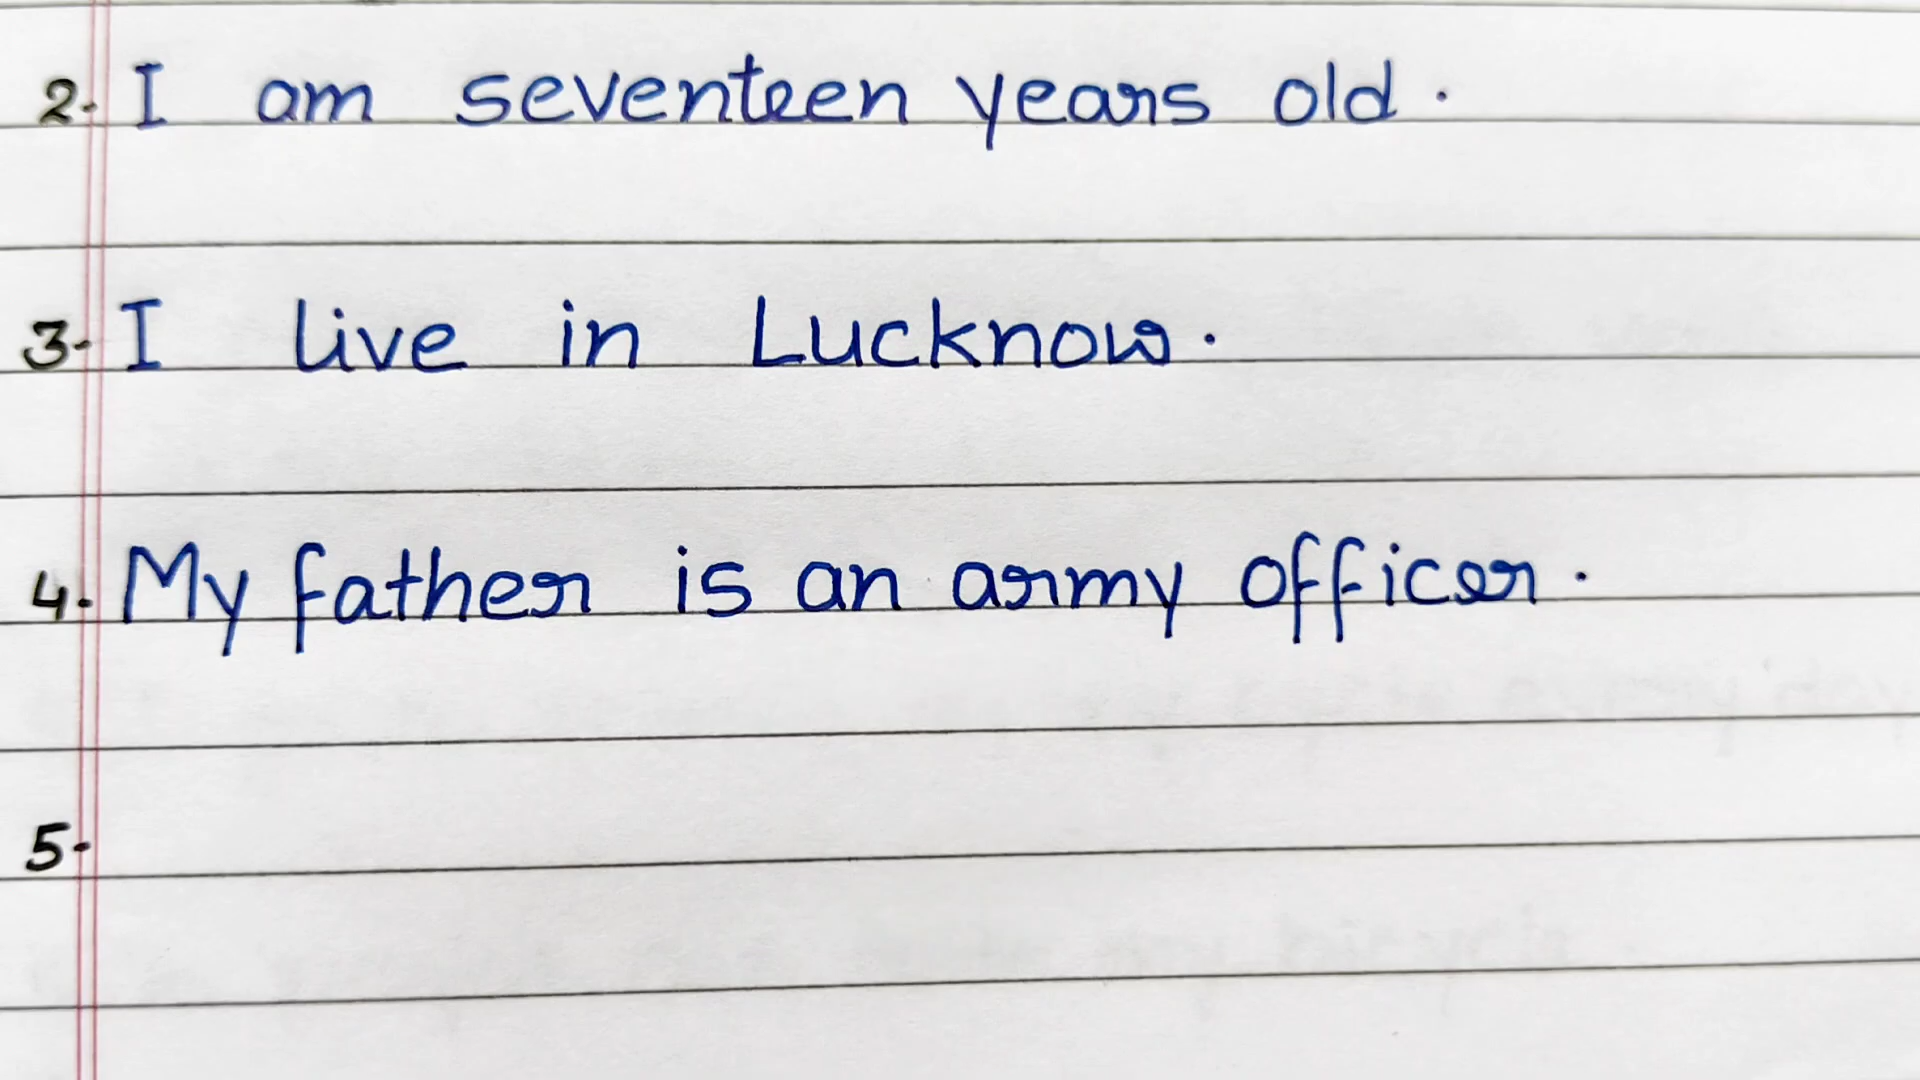 2. I am seventeen years old.
3. I live in Lucknow.
4. My father is an army officer.
5.